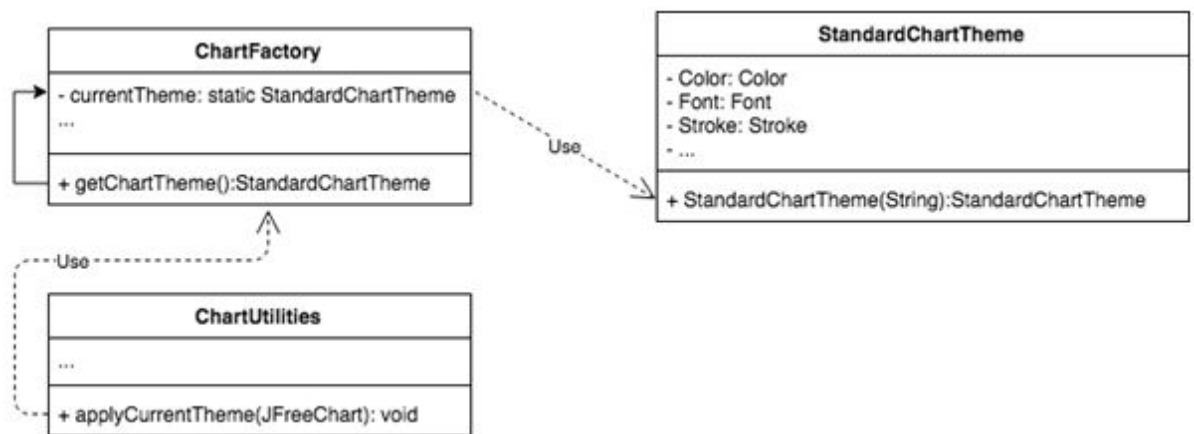 ChartFactory
- currentTheme: static StandardChartTheme
...
+ getChartTheme():StandardChartTheme
Use
StandardChartTheme
- Color: Color
- Font: Font
- Stroke: Stroke
- ...
+ StandardChartTheme(String):StandardChartTheme
Use
ChartUtilities
...
+ applyCurrentTheme(JFreeChart): void